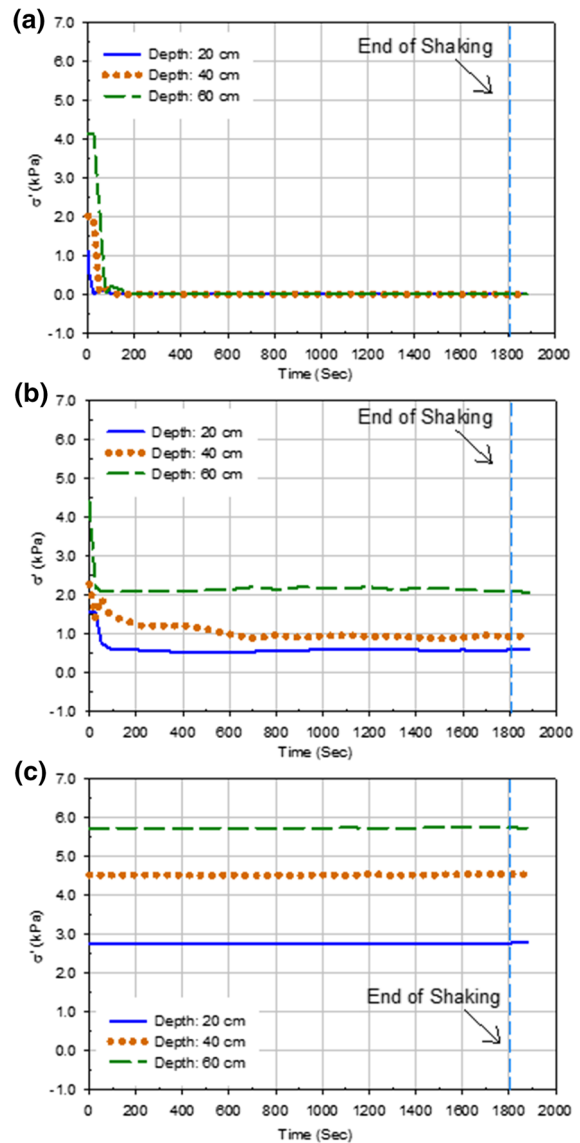 (a)
7.0
6.0
5.0
4.0
3.0
2.0
1.0
0.0
-1.0
σ' (kPa)
Depth: 20 cm
Depth: 40 cm
Depth: 60 cm
End of Shaking
0 200 400 600 800 1000 1200 1400 1600 1800 2000
Time (Sec)
(b)
7.0
6.0
5.0
4.0
3.0
2.0
1.0
0.0
-1.0
σ' (kPa)
Depth: 20 cm
Depth: 40 cm
Depth: 60 cm
End of Shaking
0 200 400 600 800 1000 1200 1400 1600 1800 2000
Time (Sec)
(c)
7.0
6.0
5.0
4.0
3.0
2.0
1.0
0.0
-1.0
σ' (kPa)
End of Shaking
Depth: 20 cm
Depth: 40 cm
Depth: 60 cm
0 200 400 600 800 1000 1200 1400 1600 1800 2000
Time (Sec)